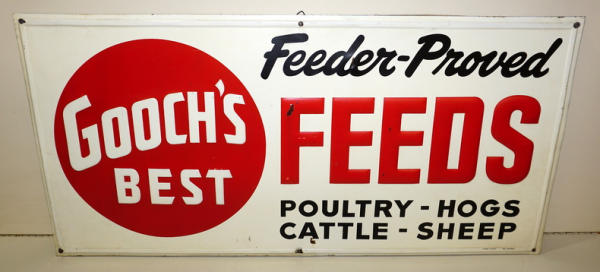 GOOCH'S
BEST
Feeder-Proved
FEEDS
POULTRY - HOGS
CATTLE - SHEEP